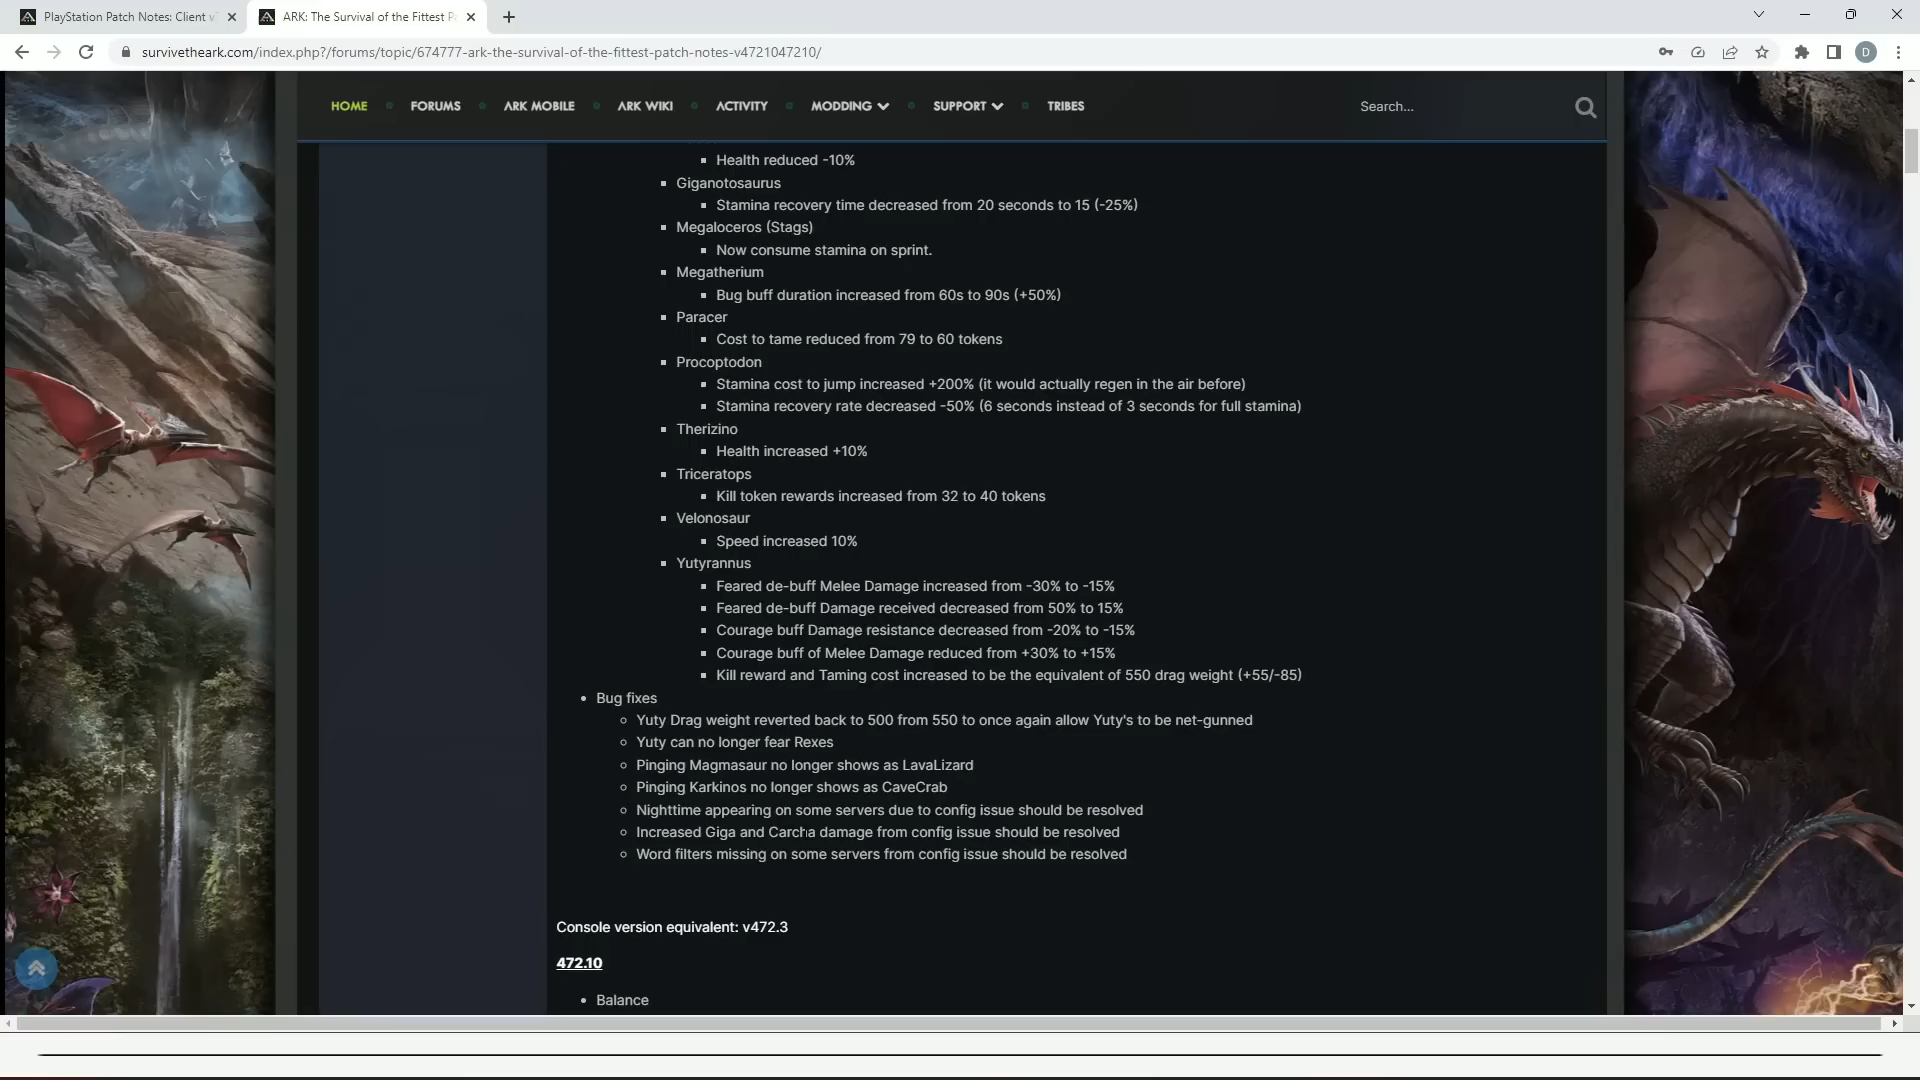 PlayStation Patch Notes: Client v
ARK: The Survival of the Fittest Pa
survivetheark.com/index.php?/forums/topic/674777-ark-the-survival-of-the-fittest-patch-notes-v4721047210/
D
HOME FORUMS ARK MOBILE ARK WIKI ACTIVITY MODDING SUPPORT TRIBES Search...
Health reduced -10%
Giganotosaurus
Stamina recovery time decreased from 20 seconds to 15 (-25%)
Megaloceros (Stags)
Now consume stamina on sprint.
Megatherium
Bug buff duration increased from 60s to 90s (+50%)
Paracer
Cost to tame reduced from 79 to 60 tokens
Procoptodon
Stamina cost to jump increased +200% (it would actually regen in the air before)
Stamina recovery rate decreased -50% (6 seconds instead of 3 seconds for full stamina)
Therizino
Health increased +10%
Triceratops
Kill token rewards increased from 32 to 40 tokens
Velonosaur
Speed increased 10%
Yutyrannus
Feared de-buff Melee Damage increased from -30% to -15%
Feared de-buff Damage received decreased from 50% to 15%
Courage buff Damage resistance decreased from -20% to -15%
Courage buff of Melee Damage reduced from +30% to +15%
Kill reward and Taming cost increased to be the equivalent of 550 drag weight (+55/-85)
Bug fixes
Yuty Drag weight reverted back to 500 from 550 to once again allow Yuty's to be net-gunned
Yuty can no longer fear Rexes
Pinging Magmasaur no longer shows as LavaLizard
Pinging Karkinos no longer shows as CaveCrab
Nighttime appearing on some servers due to config issue should be resolved
Increased Giga and Carcha damage from config issue should be resolved
Word filters missing on some servers from config issue should be resolved
Console version equivalent: v472.3
472.10
Balance